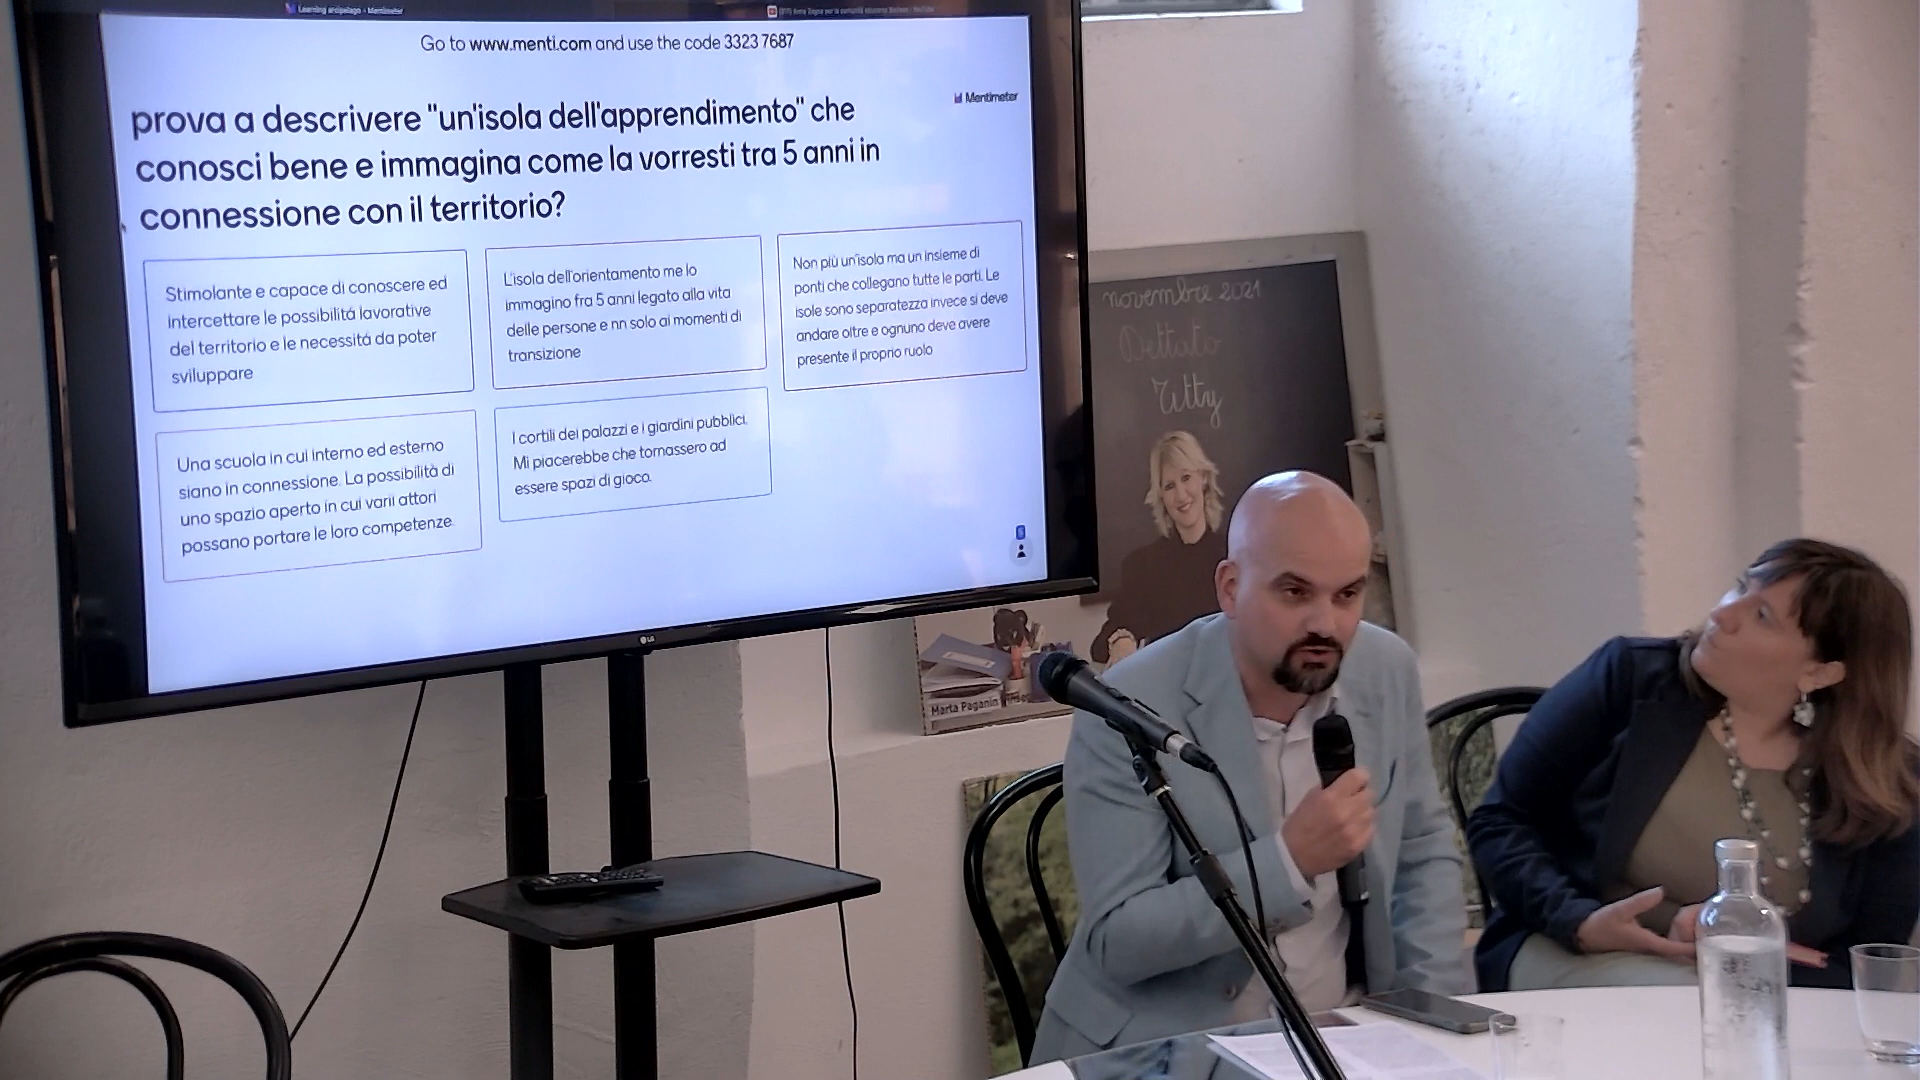 Learning arcipelago - Mentimeter
Go to www.menti.com and use the code 3323 7687
Mentimeter
prova a descrivere "un'isola dell'apprendimento" che
conosci bene e immagina come la vorresti tra 5 anni in
connessione con il territorio?
Stimolante e capace di conoscere ed
intercettare le possibilitá lavorative
del territorio e le necessitá da poter
sviluppare
L'isola dell'orientamento me lo
immagino fra 5 anni legato alla vita
delle persone e nn solo ai momenti di
transizione
Non più un'isola ma un insieme di
ponti che collegano tutte le parti. Le
isole sono separatezza invece si deve
andare oltre e ognuno deve avere
presente il proprio ruolo
Una scuola in cui interno ed esterno
siano in connessione. La possibilità di
uno spazio aperto in cui varii attori
possano portare le loro competenze
I cortili dei palazzi e i giardini pubblici.
Mi piacerebbe che tornassero ad
essere spazi di gioco.
LG
novembre 2021
Dettato
Titty
Marta Paganin